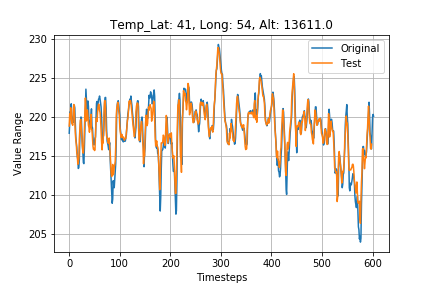 Temp_Lat: 41, Long: 54, Alt: 13611.0
230
225
220
215
210
205
Value Range
Original
Test
0 100 200 300 400 500 600
Timesteps